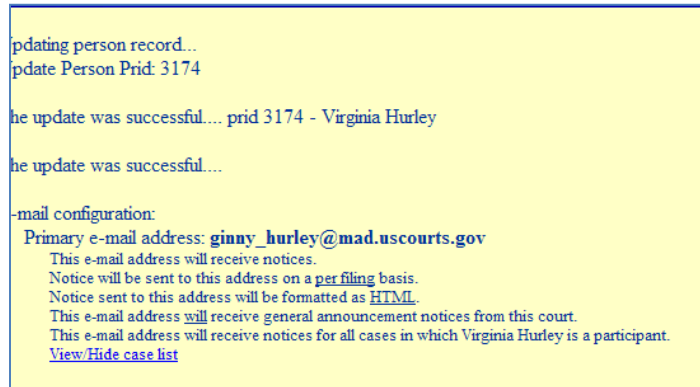 pdating person record...
pdate Person Prid: 3174
he update was successful.... prid 3174 - Virginia Hurley
he update was successful....
-mail configuration:
Primary e-mail address: ginny_hurley@mad.uscourts.gov
This e-mail address will receive notices.
Notice will be sent to this address on a per filing basis.
Notice sent to this address will be formatted as HTML.
This e-mail address will receive general announcement notices from this court.
This e-mail address will receive notices for all cases in which Virginia Hurley is a participant.
View/Hide case list